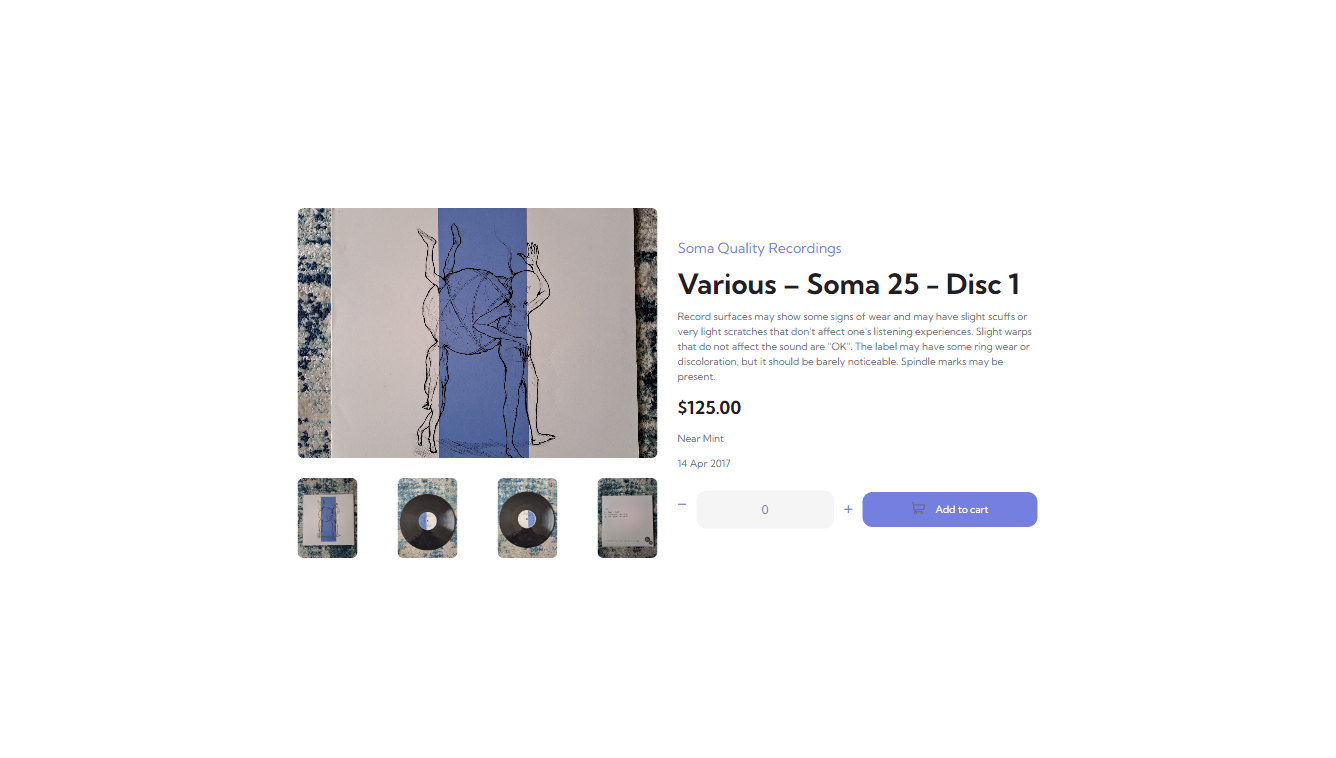 Soma Quality Recordings
Various – Soma 25 - Disc 1
Record surfaces may show some signs of wear and may have slight scuffs or
very light scratches that don't affect one's listening experiences. Slight warps
that do not affect the sound are "OK". The label may have some ring wear or
discoloration, but it should be barely noticeable. Spindle marks may be
present.
$125.00
Near Mint
14 Apr 2017
− 0 + Add to cart